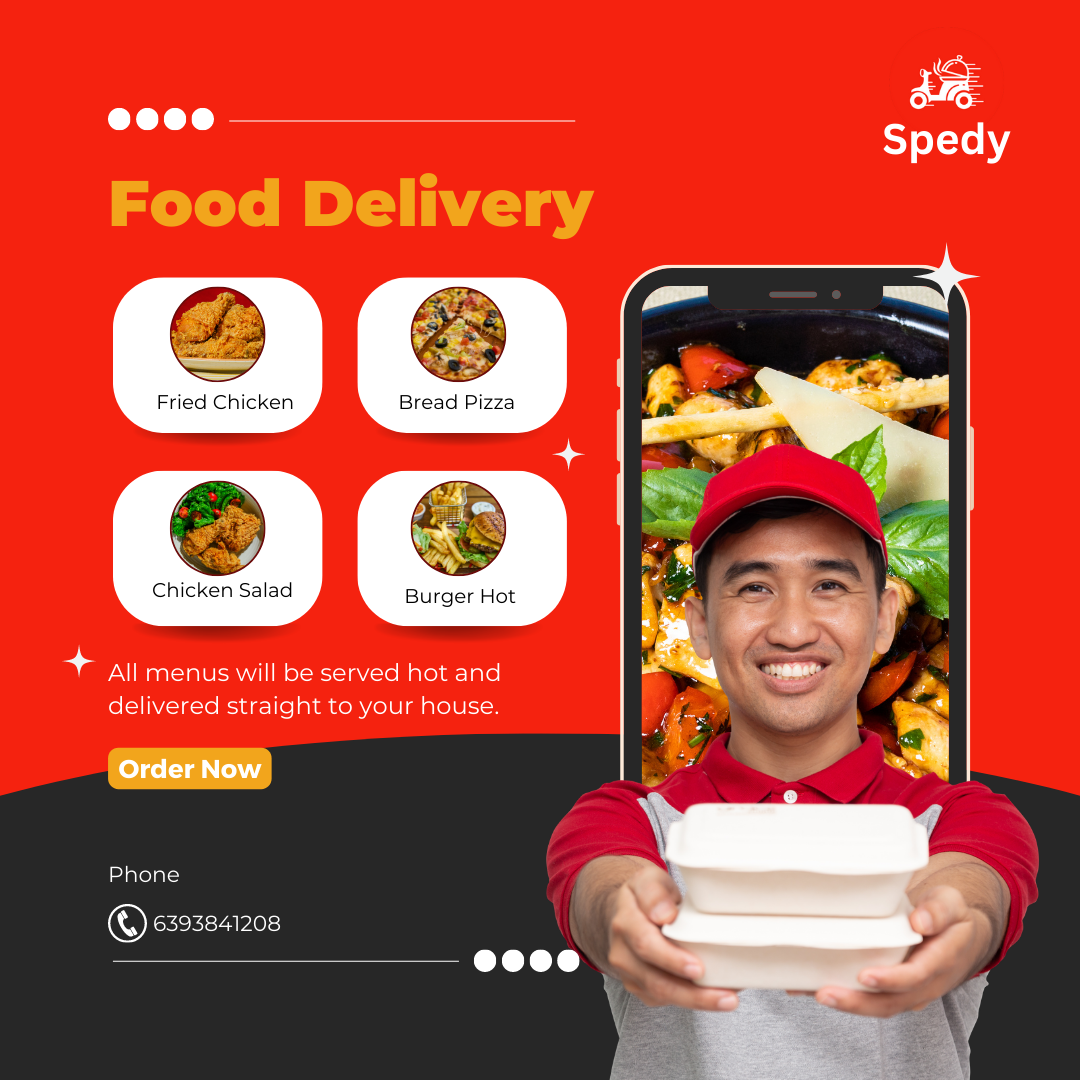 Spedy
Food Delivery
Fried Chicken
Bread Pizza
Chicken Salad
Burger Hot
All menus will be served hot and
delivered straight to your house.
Order Now
Phone
6393841208